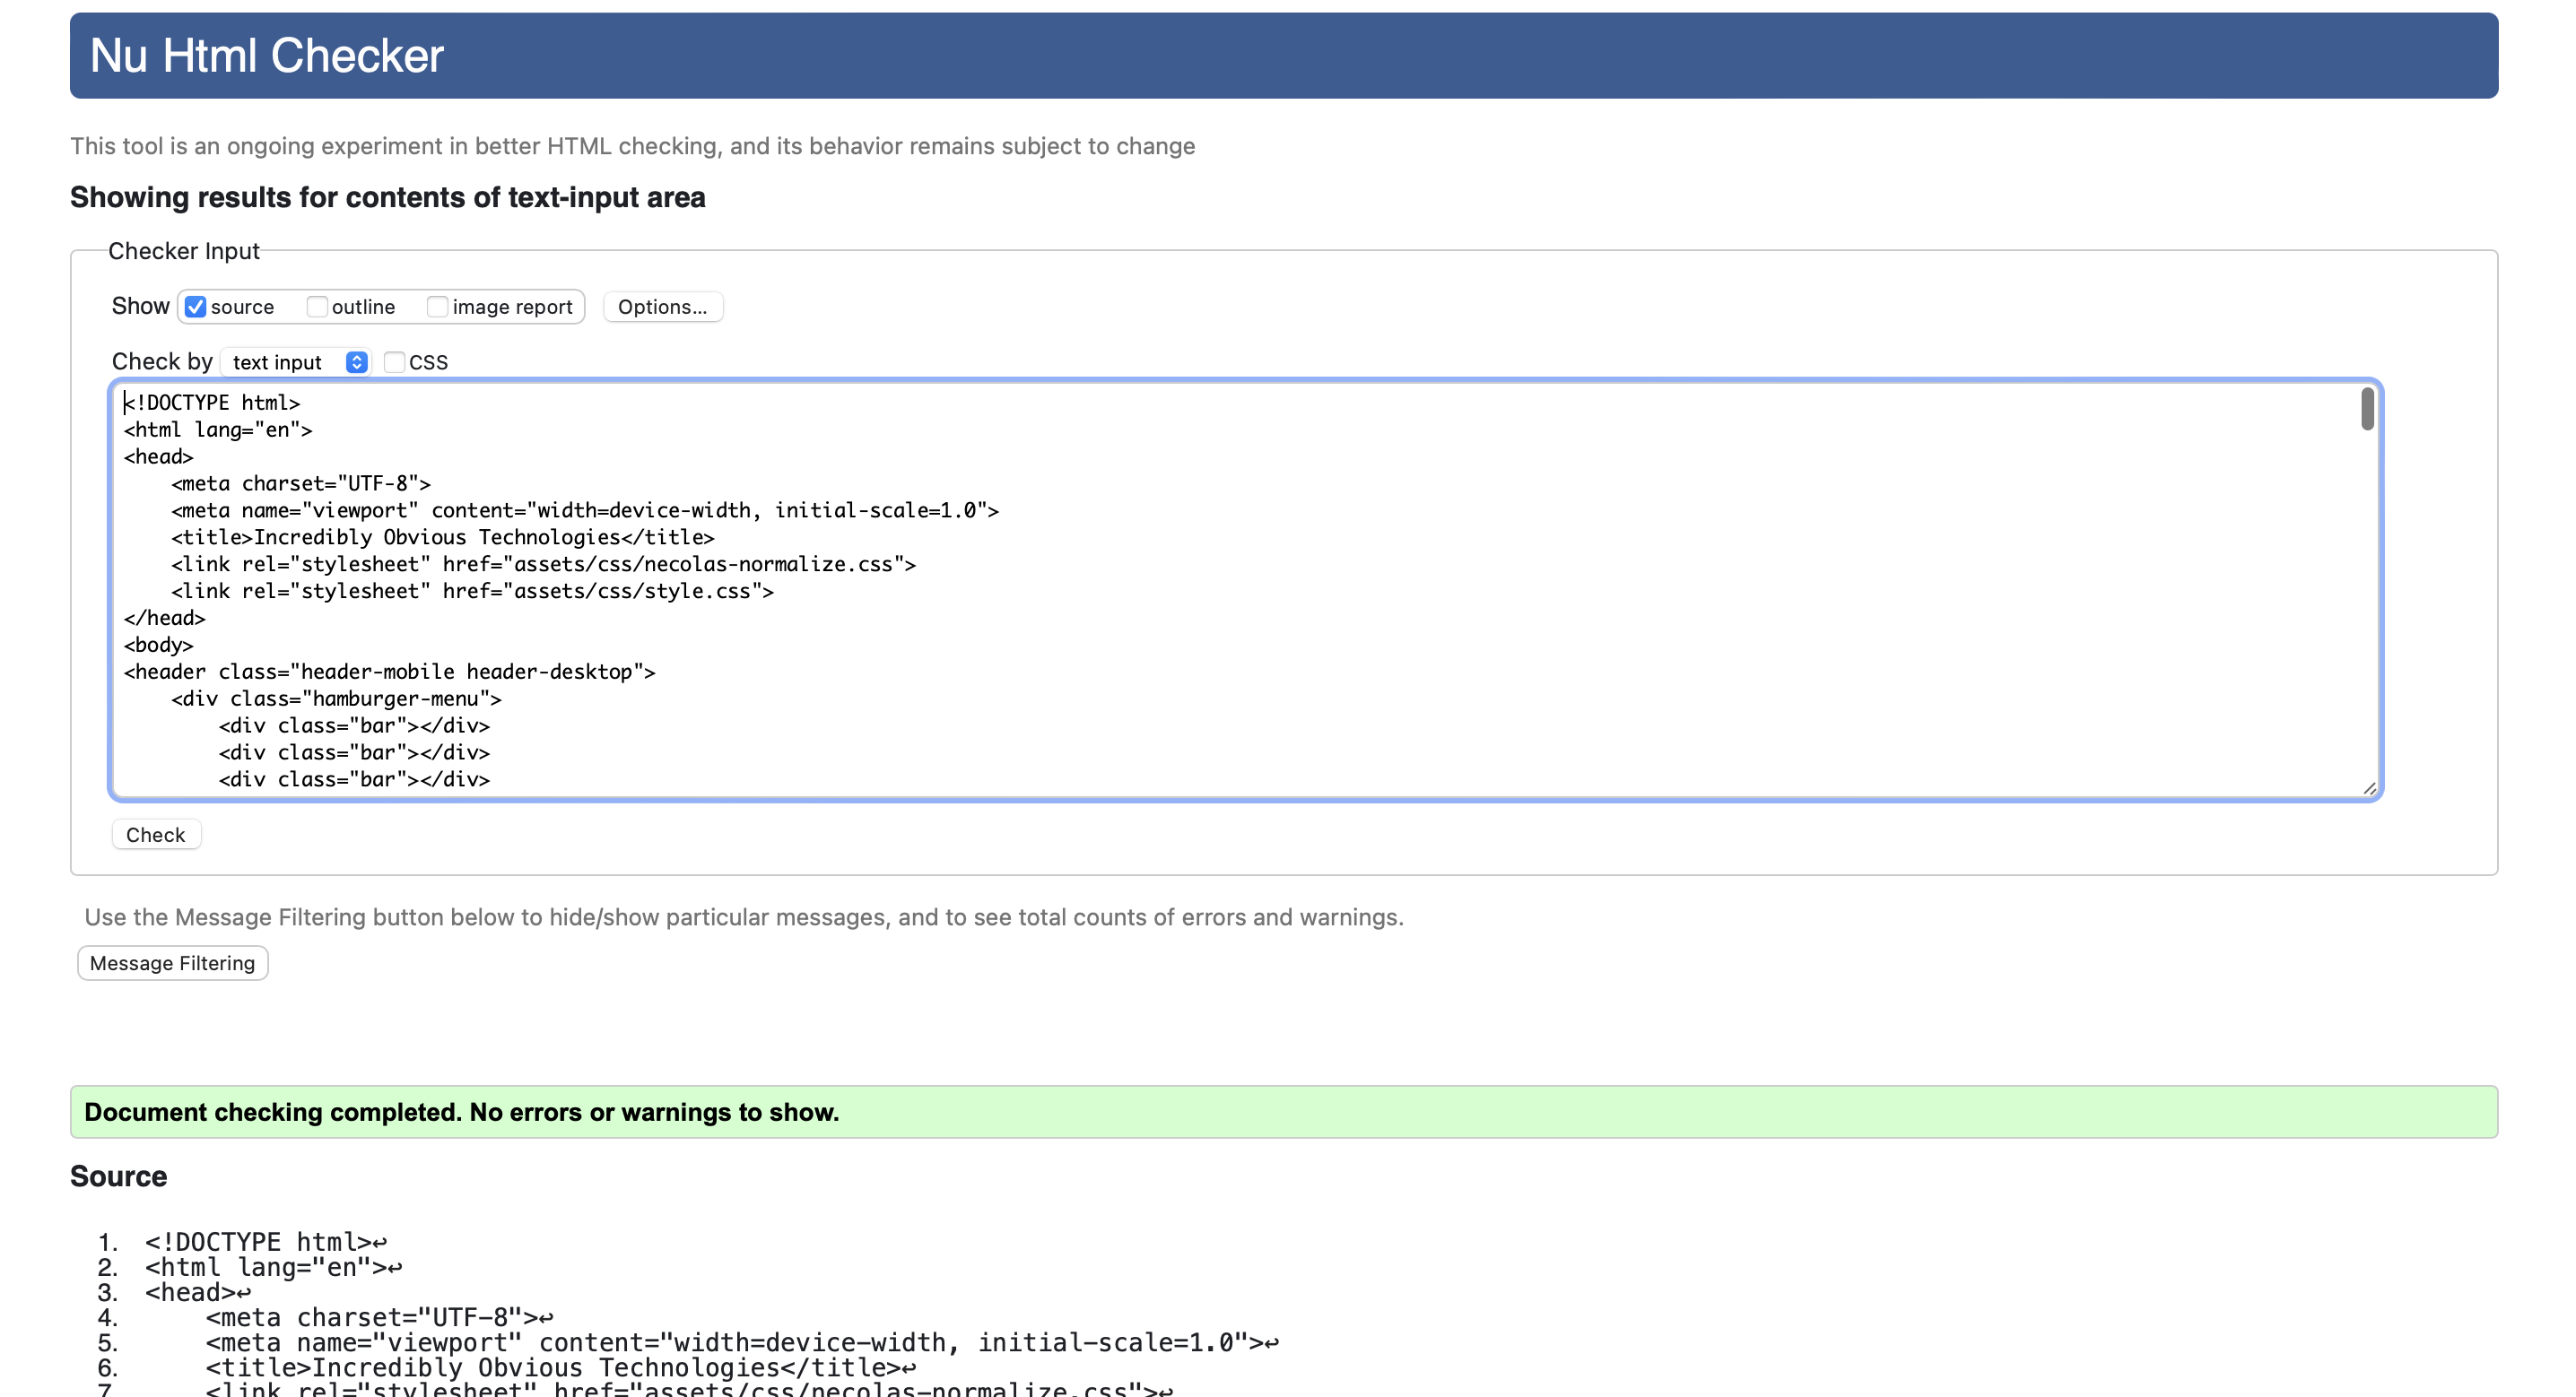 Nu Html Checker
This tool is an ongoing experiment in better HTML checking, and its behavior remains subject to change
Showing results for contents of text-input area
Checker Input
Show source outline image report Options...
Check by text input CSS
<!DOCTYPE html>
<html lang="en">
<head>
    <meta charset="UTF-8">
    <meta name="viewport" content="width=device-width, initial-scale=1.0">
    <title>Incredibly Obvious Technologies</title>
    <link rel="stylesheet" href="assets/css/necolas-normalize.css">
    <link rel="stylesheet" href="assets/css/style.css">
</head>
<body>
<header class="header-mobile header-desktop">
    <div class="hamburger-menu">
        <div class="bar"></div>
        <div class="bar"></div>
        <div class="bar"></div>
Check
Use the Message Filtering button below to hide/show particular messages, and to see total counts of errors and warnings.
Message Filtering
Document checking completed. No errors or warnings to show.
Source
1. <!DOCTYPE html>↩
2. <html lang="en">↩
3. <head>↩
4.     <meta charset="UTF-8">↩
5.     <meta name="viewport" content="width=device-width, initial-scale=1.0">↩
6.     <title>Incredibly Obvious Technologies</title>↩
7.     <link rel="stylesheet" href="assets/css/necolas-normalize.css">↩